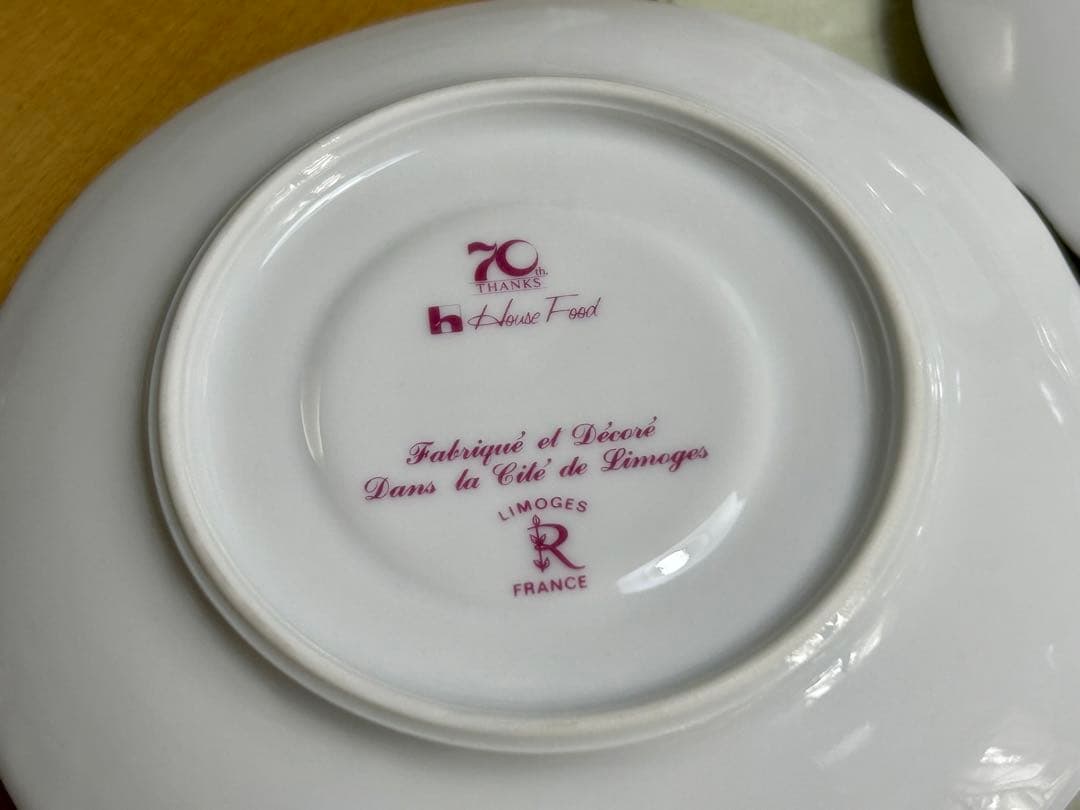 70th.
THANKS
h House Food
Fabriqué et Décoré
Dans la Cité de Limoges
LIMOGES
R
FRANCE